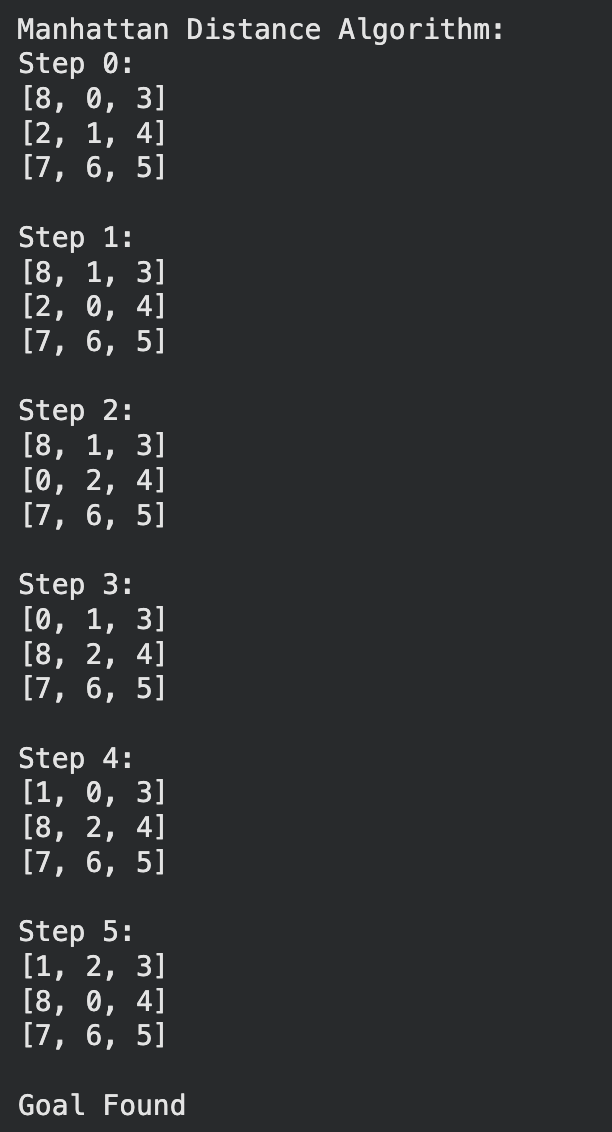 Manhattan Distance Algorithm:
Step 0:
[8, 0, 3]
[2, 1, 4]
[7, 6, 5]
Step 1:
[8, 1, 3]
[2, 0, 4]
[7, 6, 5]
Step 2:
[8, 1, 3]
[0, 2, 4]
[7, 6, 5]
Step 3:
[0, 1, 3]
[8, 2, 4]
[7, 6, 5]
Step 4:
[1, 0, 3]
[8, 2, 4]
[7, 6, 5]
Step 5:
[1, 2, 3]
[8, 0, 4]
[7, 6, 5]
Goal Found